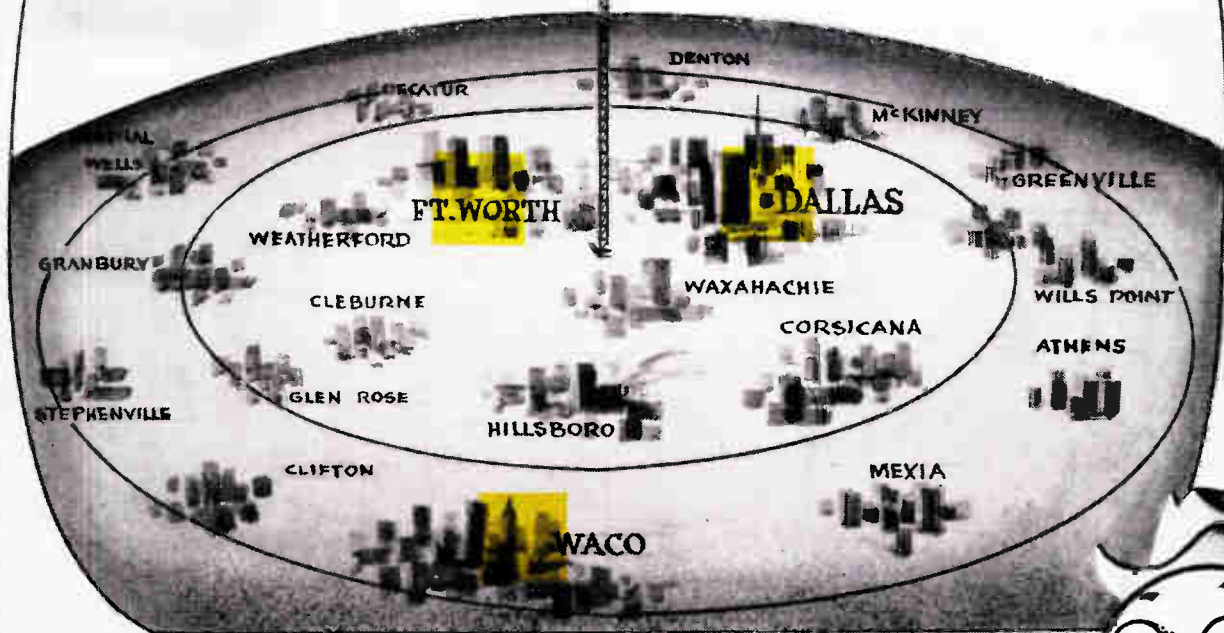 DENTON
McKINNEY
WELLS
GREENVILLE
FT. WORTH
DALLAS
WEATHERFORD
GRANBURY
WAXAHACHIE
WILLS POINT
CLEBURNE
CORSICANA
ATHENS
GLEN ROSE
STEPHENVILLE
HILLSBORO
CLIFTON
MEXIA
WACO